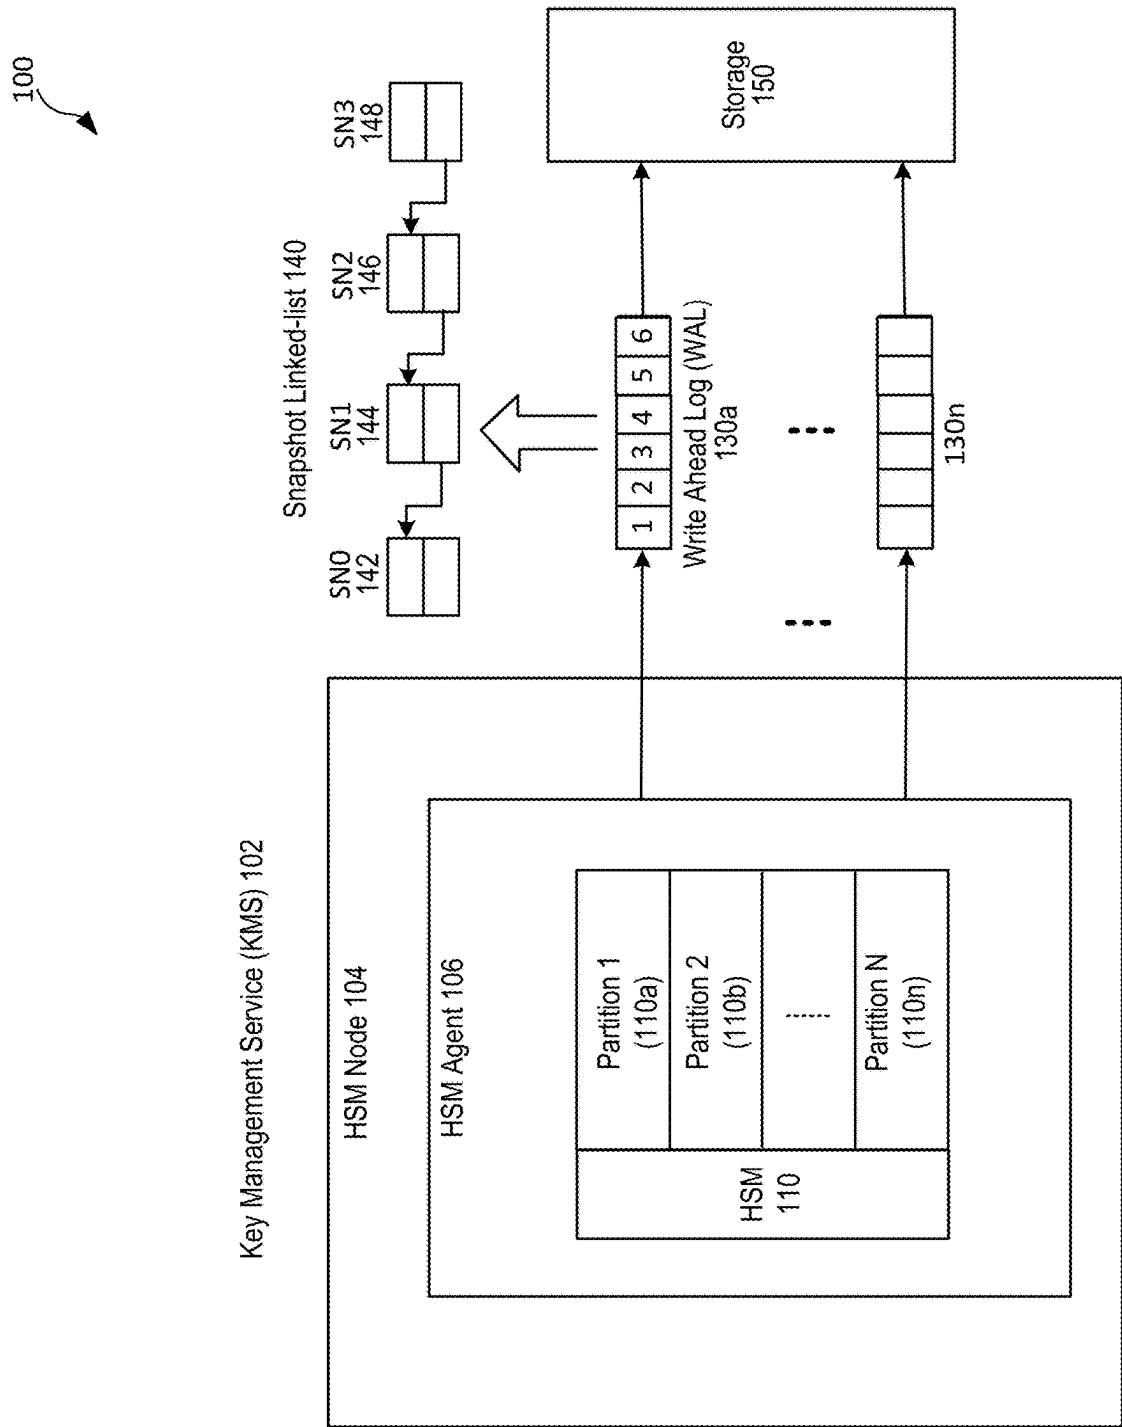 100
Key Management Service (KMS) 102
HSM Node 104
HSM Agent 106
HSM
110
Partition 1
(110a)
Partition 2
(110b)
Partition N
(110n)
Snapshot Linked-list 140
SN0
142
SN1
144
SN2
146
SN3
148
1 2 3 4 5 6
Write Ahead Log (WAL)
130a
130n
Storage
150